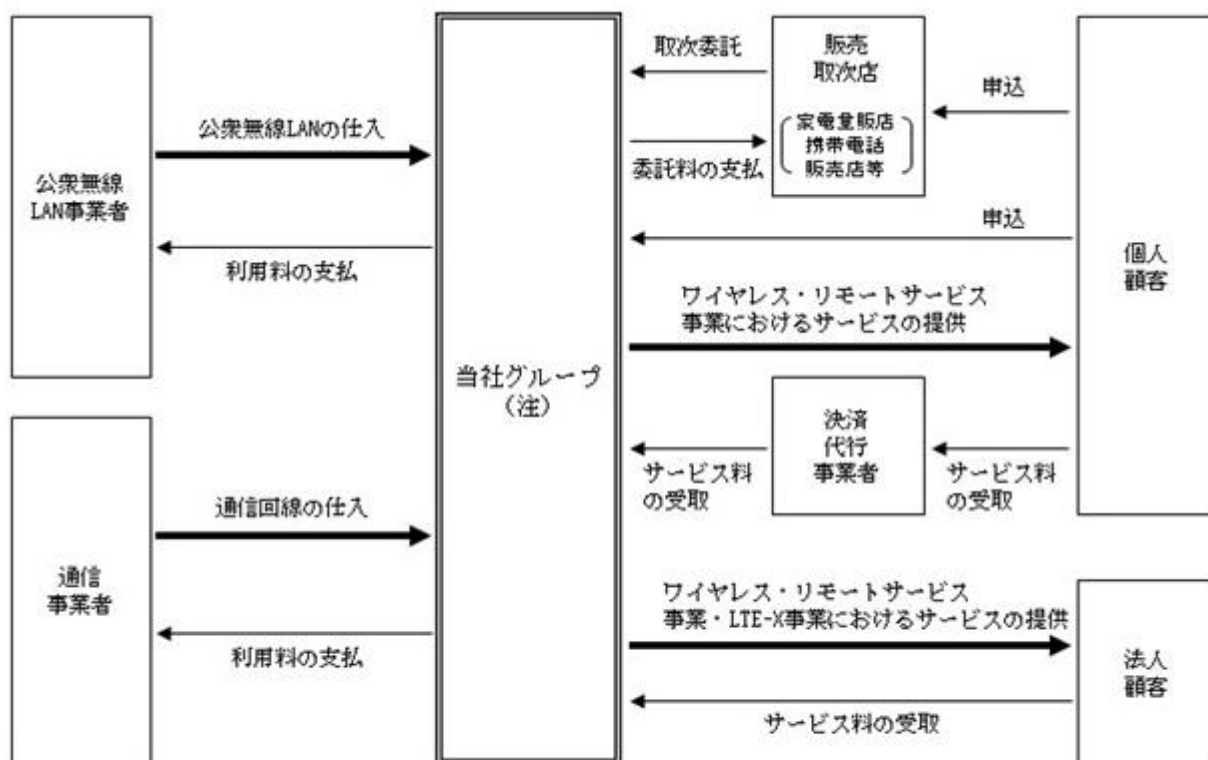 公衆無線
LAN事業者
公衆無線LANの仕入
利用料の支払
通信
事業者
通信回線の仕入
利用料の支払
当社グループ
(注)
取次委託
委託料の支払
販売
取次店
家電量販店
携帯電話
販売店等
申込
申込
ワイヤレス・リモートサービス
事業におけるサービスの提供
サービス料
の受取
決済
代行
事業者
サービス料
の受取
個人
顧客
ワイヤレス・リモートサービス
事業・LTE-X事業におけるサービスの提供
サービス料の受取
法人
顧客